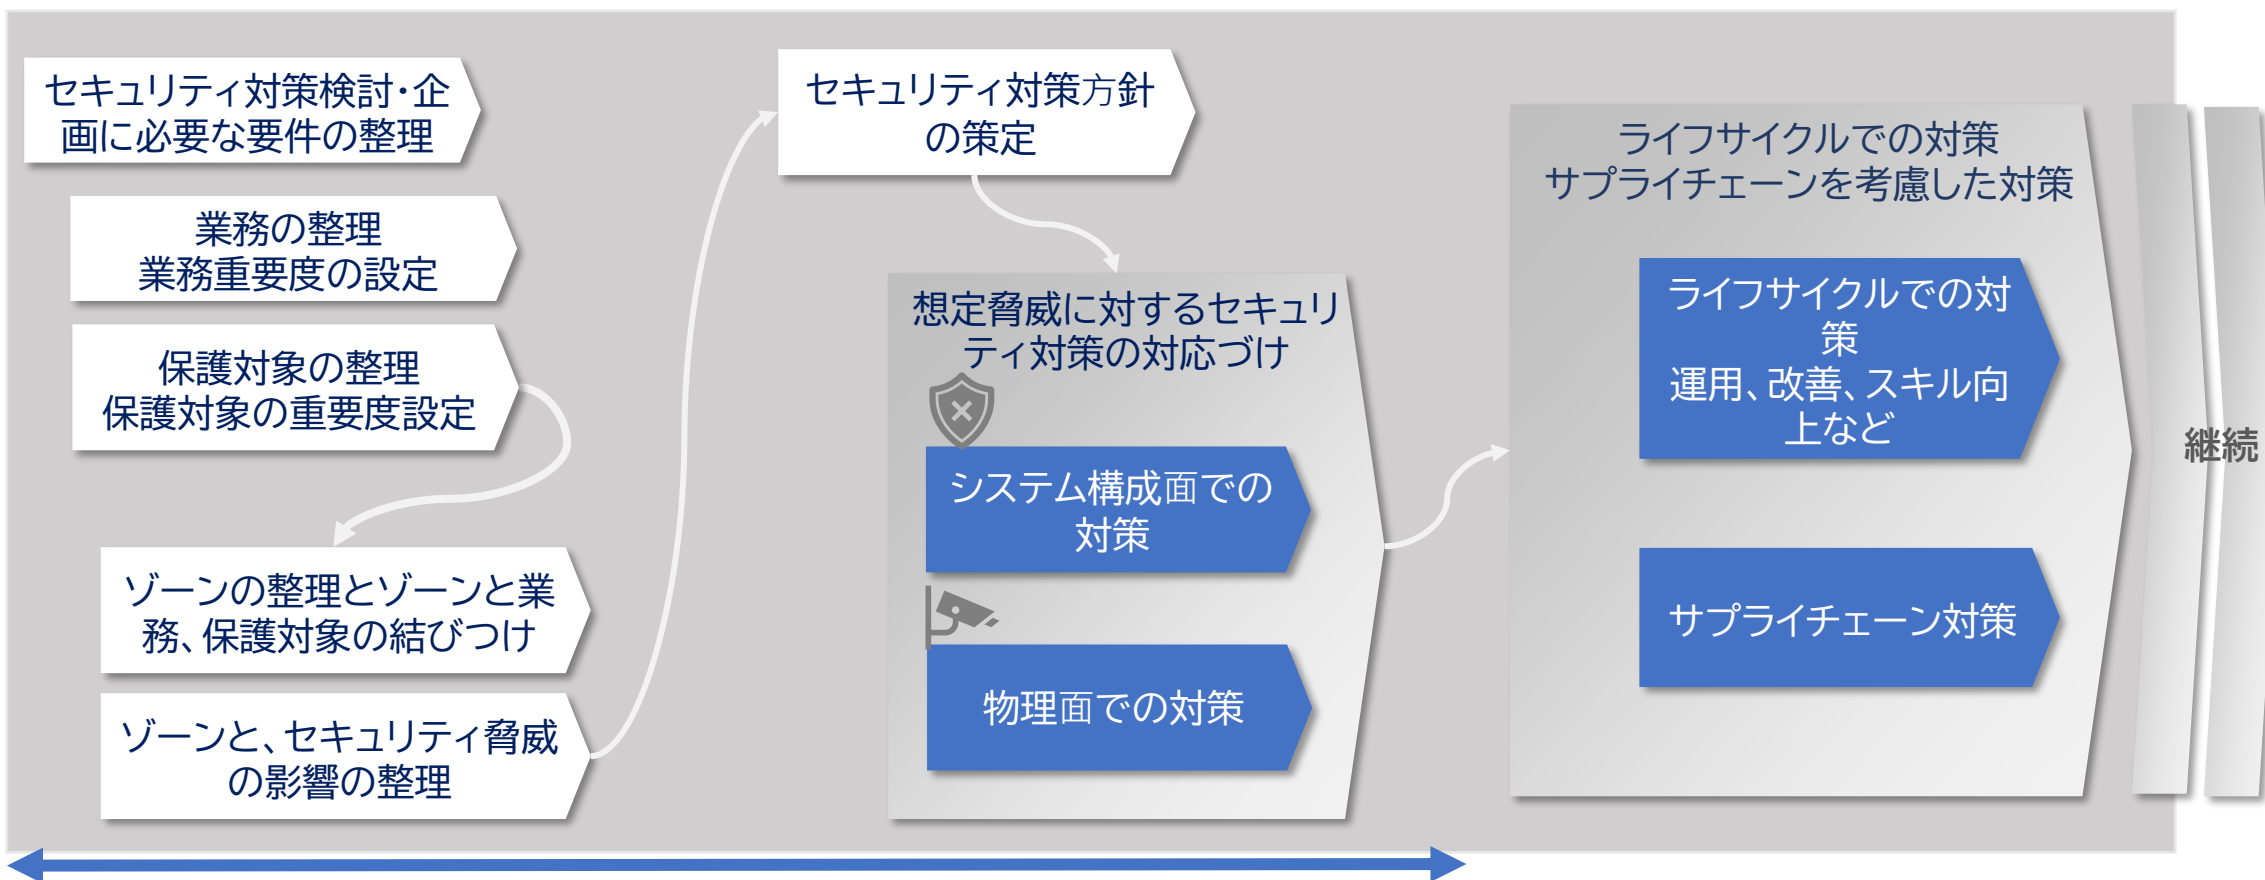 セキュリティ対策検討・企
画に必要な要件の整理
業務の整理
業務重要度の設定
保護対象の整理
保護対象の重要度設定
ゾーンの整理とゾーンと業
務、保護対象の結びつけ
ゾーンと、セキュリティ脅威
の影響の整理
セキュリティ対策方針
の策定
想定脅威に対するセキュリ
ティ対策の対応づけ
システム構成面での
対策
物理面での対策
ライフサイクルでの対策
サプライチェーンを考慮した対策
ライフサイクルでの対
策
運用、改善、スキル向
上など
サプライチェーン対策
継続